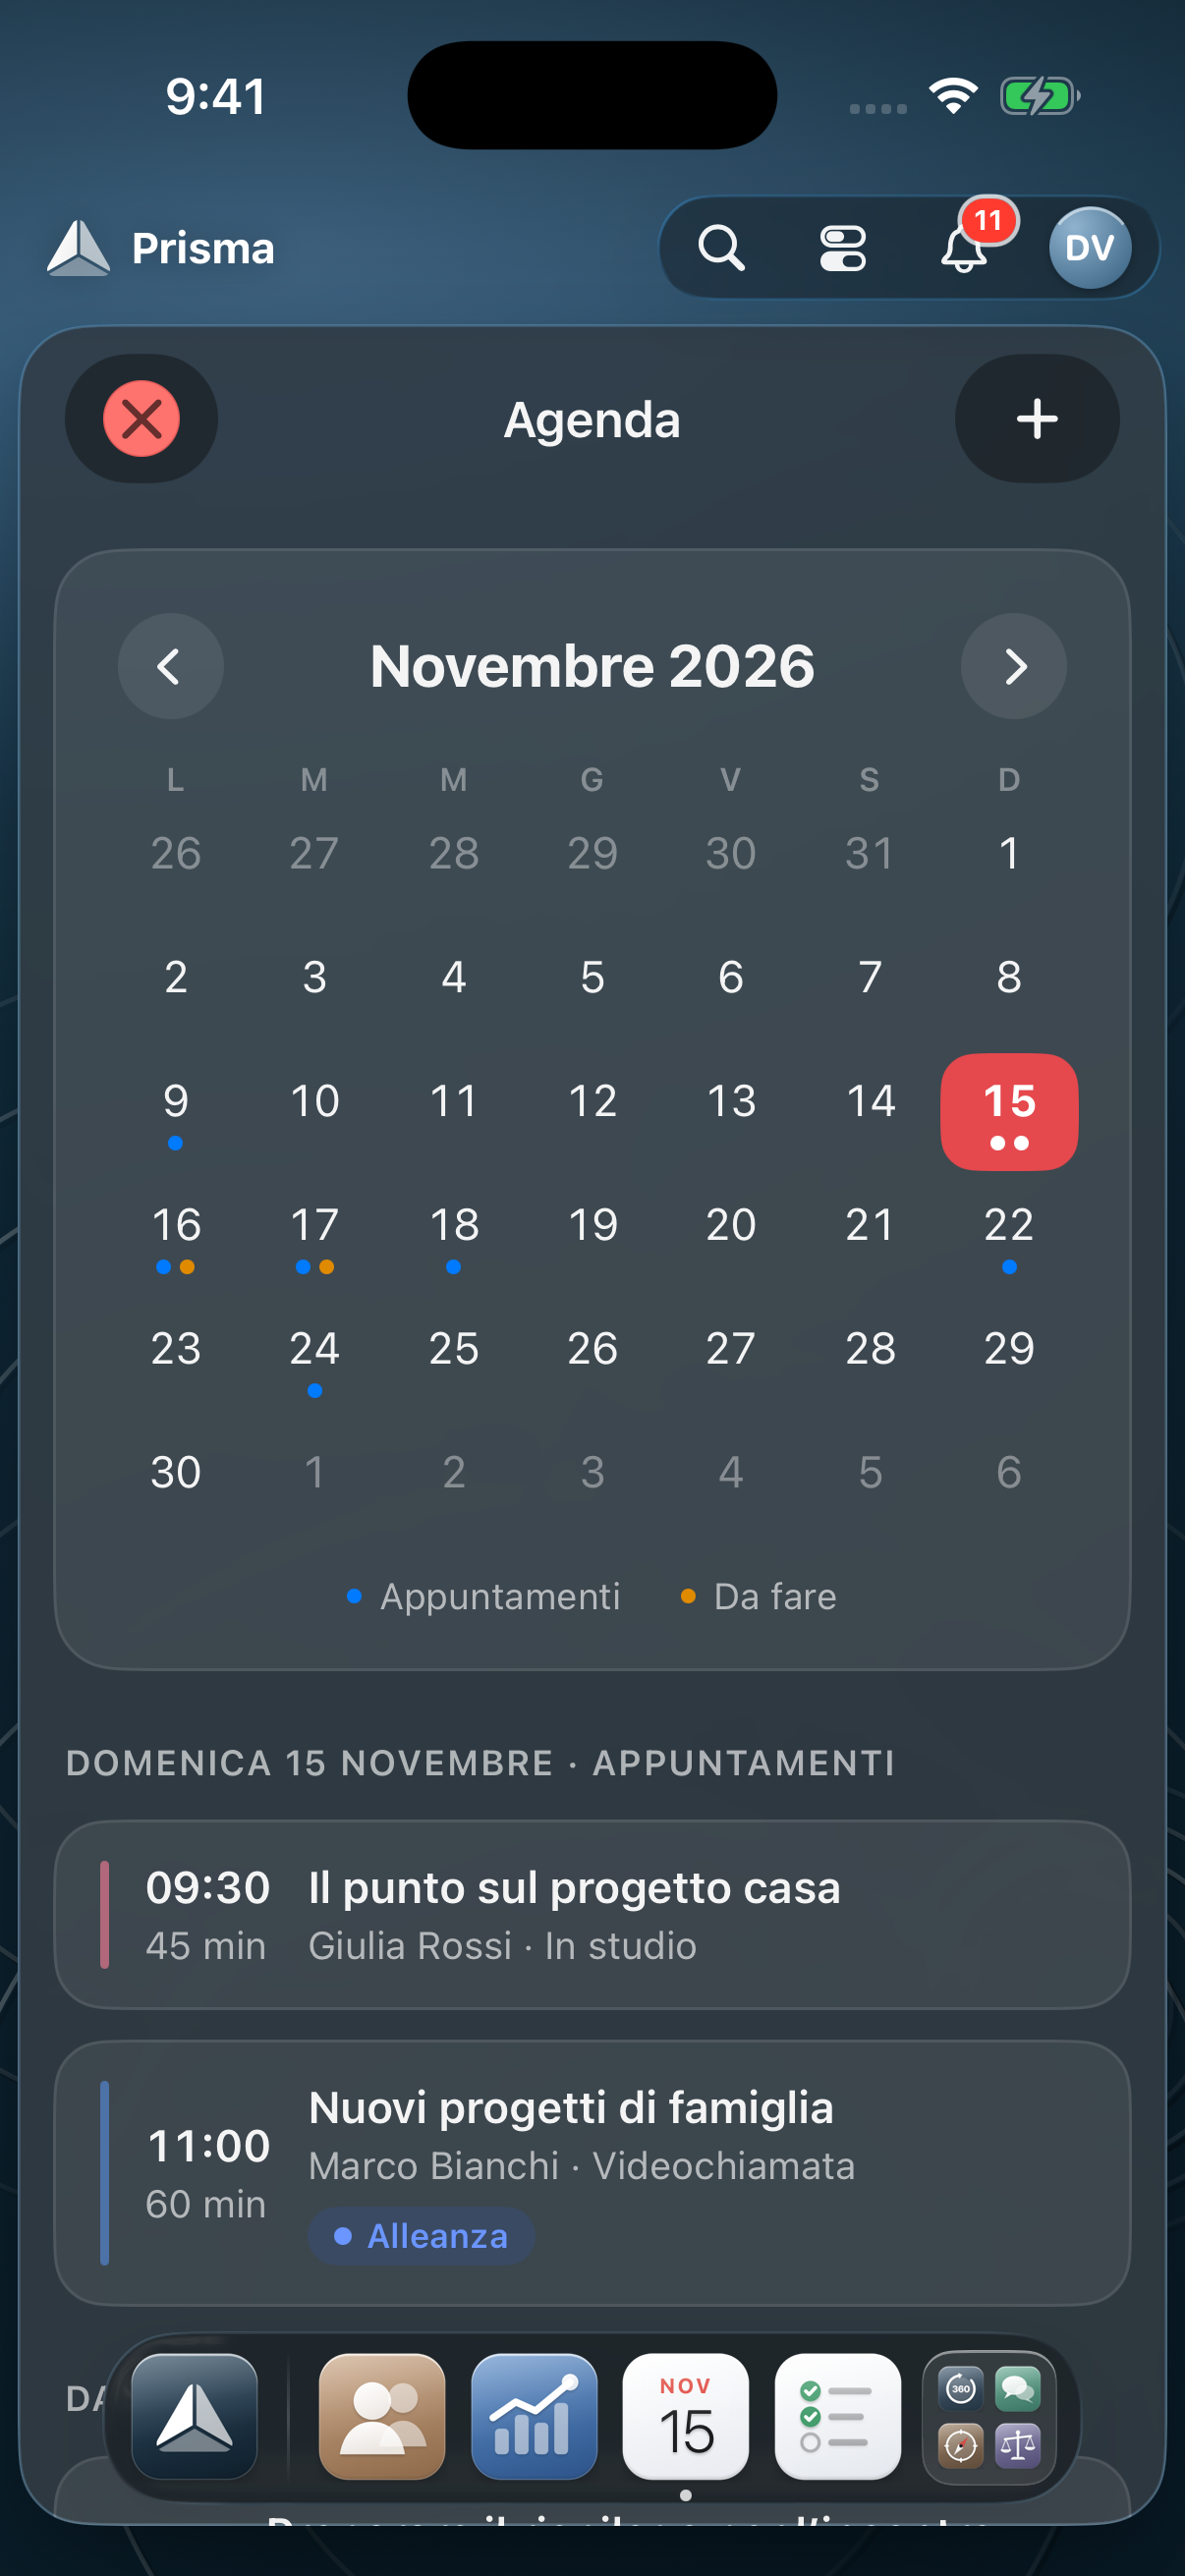 9:41
Prisma
11
DV
Agenda
Novembre 2026
L M M G V S D
26 27 28 29 30 31 1
2 3 4 5 6 7 8
9 10 11 12 13 14 15
16 17 18 19 20 21 22
23 24 25 26 27 28 29
30 1 2 3 4 5 6
Appuntamenti Da fare
DOMENICA 15 NOVEMBRE · APPUNTAMENTI
09:30 Il punto sul progetto casa
45 min Giulia Rossi · In studio
Nuovi progetti di famiglia
11:00
Marco Bianchi · Videochiamata
60 min
Alleanza
DA
NOV
15
360